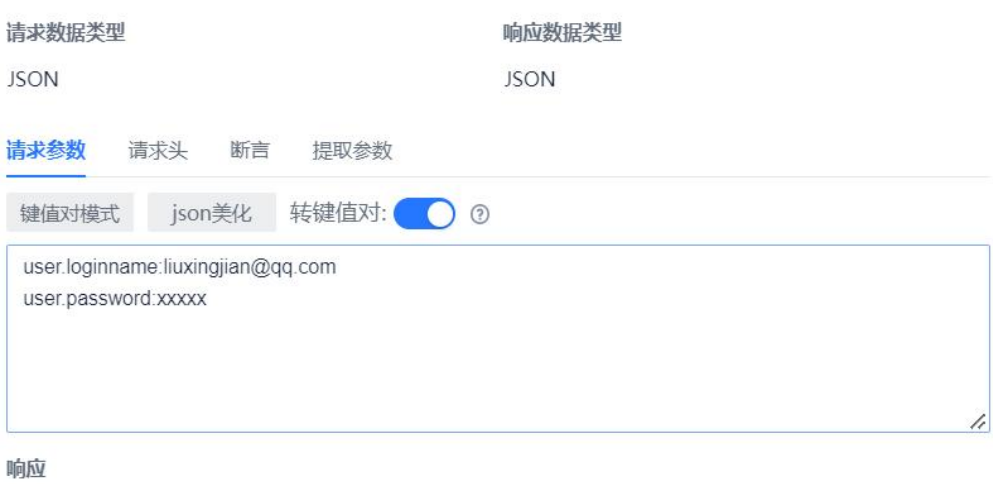 请求数据类型 响应数据类型
JSON JSON
请求参数 请求头 断言 提取参数
键值对模式 json美化 转键值对:
user.loginname:liuxingjian@qq.com
user.password:xxxxx
响应